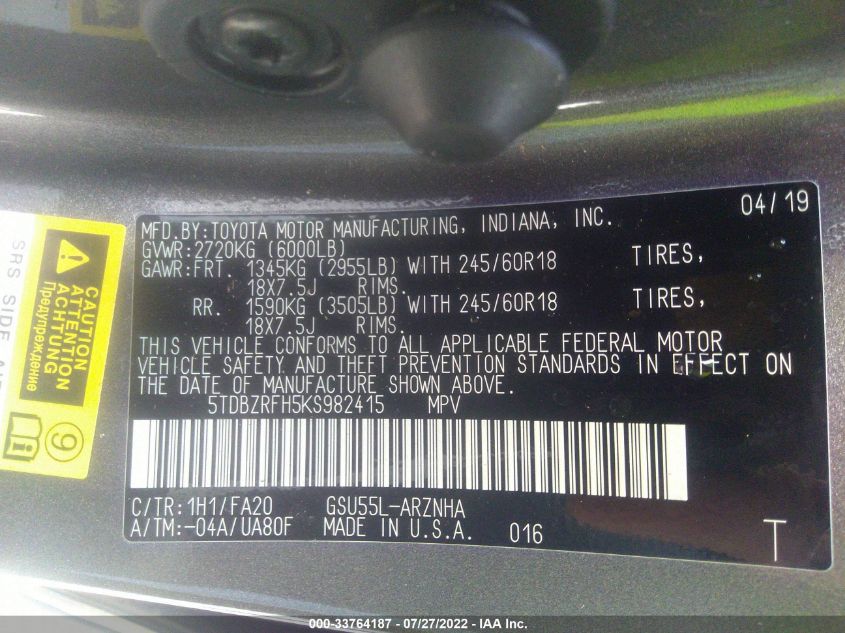 04/19
MFD.BY:TOYOTA MOTOR MANUFACTURING, INDIANA, INC.
GVWR:2720KG (6000LB)
GAWR:FRT. 1345KG (2955LB) WITH 245/60R18 TIRES,
18X7.5J RIMS.
RR. 1590KG (3505LB) WITH 245/60R18 TIRES,
18X7.5J RIMS.
THIS VEHICLE CONFORMS TO ALL APPLICABLE FEDERAL MOTOR
VEHICLE SAFETY AND THEFT PREVENTION STANDARDS IN EFFECT ON
THE DATE OF MANUFACTURE SHOWN ABOVE.
5TDBZRFH5KS982415 MPV
C/TR:1H1/FA20 GSU55L-ARZNHA
A/TM:-04A/UA80F MADE IN U.S.A. 016
T
CAUTION
ATTENTION
ACHTUNG
Предупреждение
9
SRS SIDE
000-33764187 - 07/27/2022 - IAA Inc.